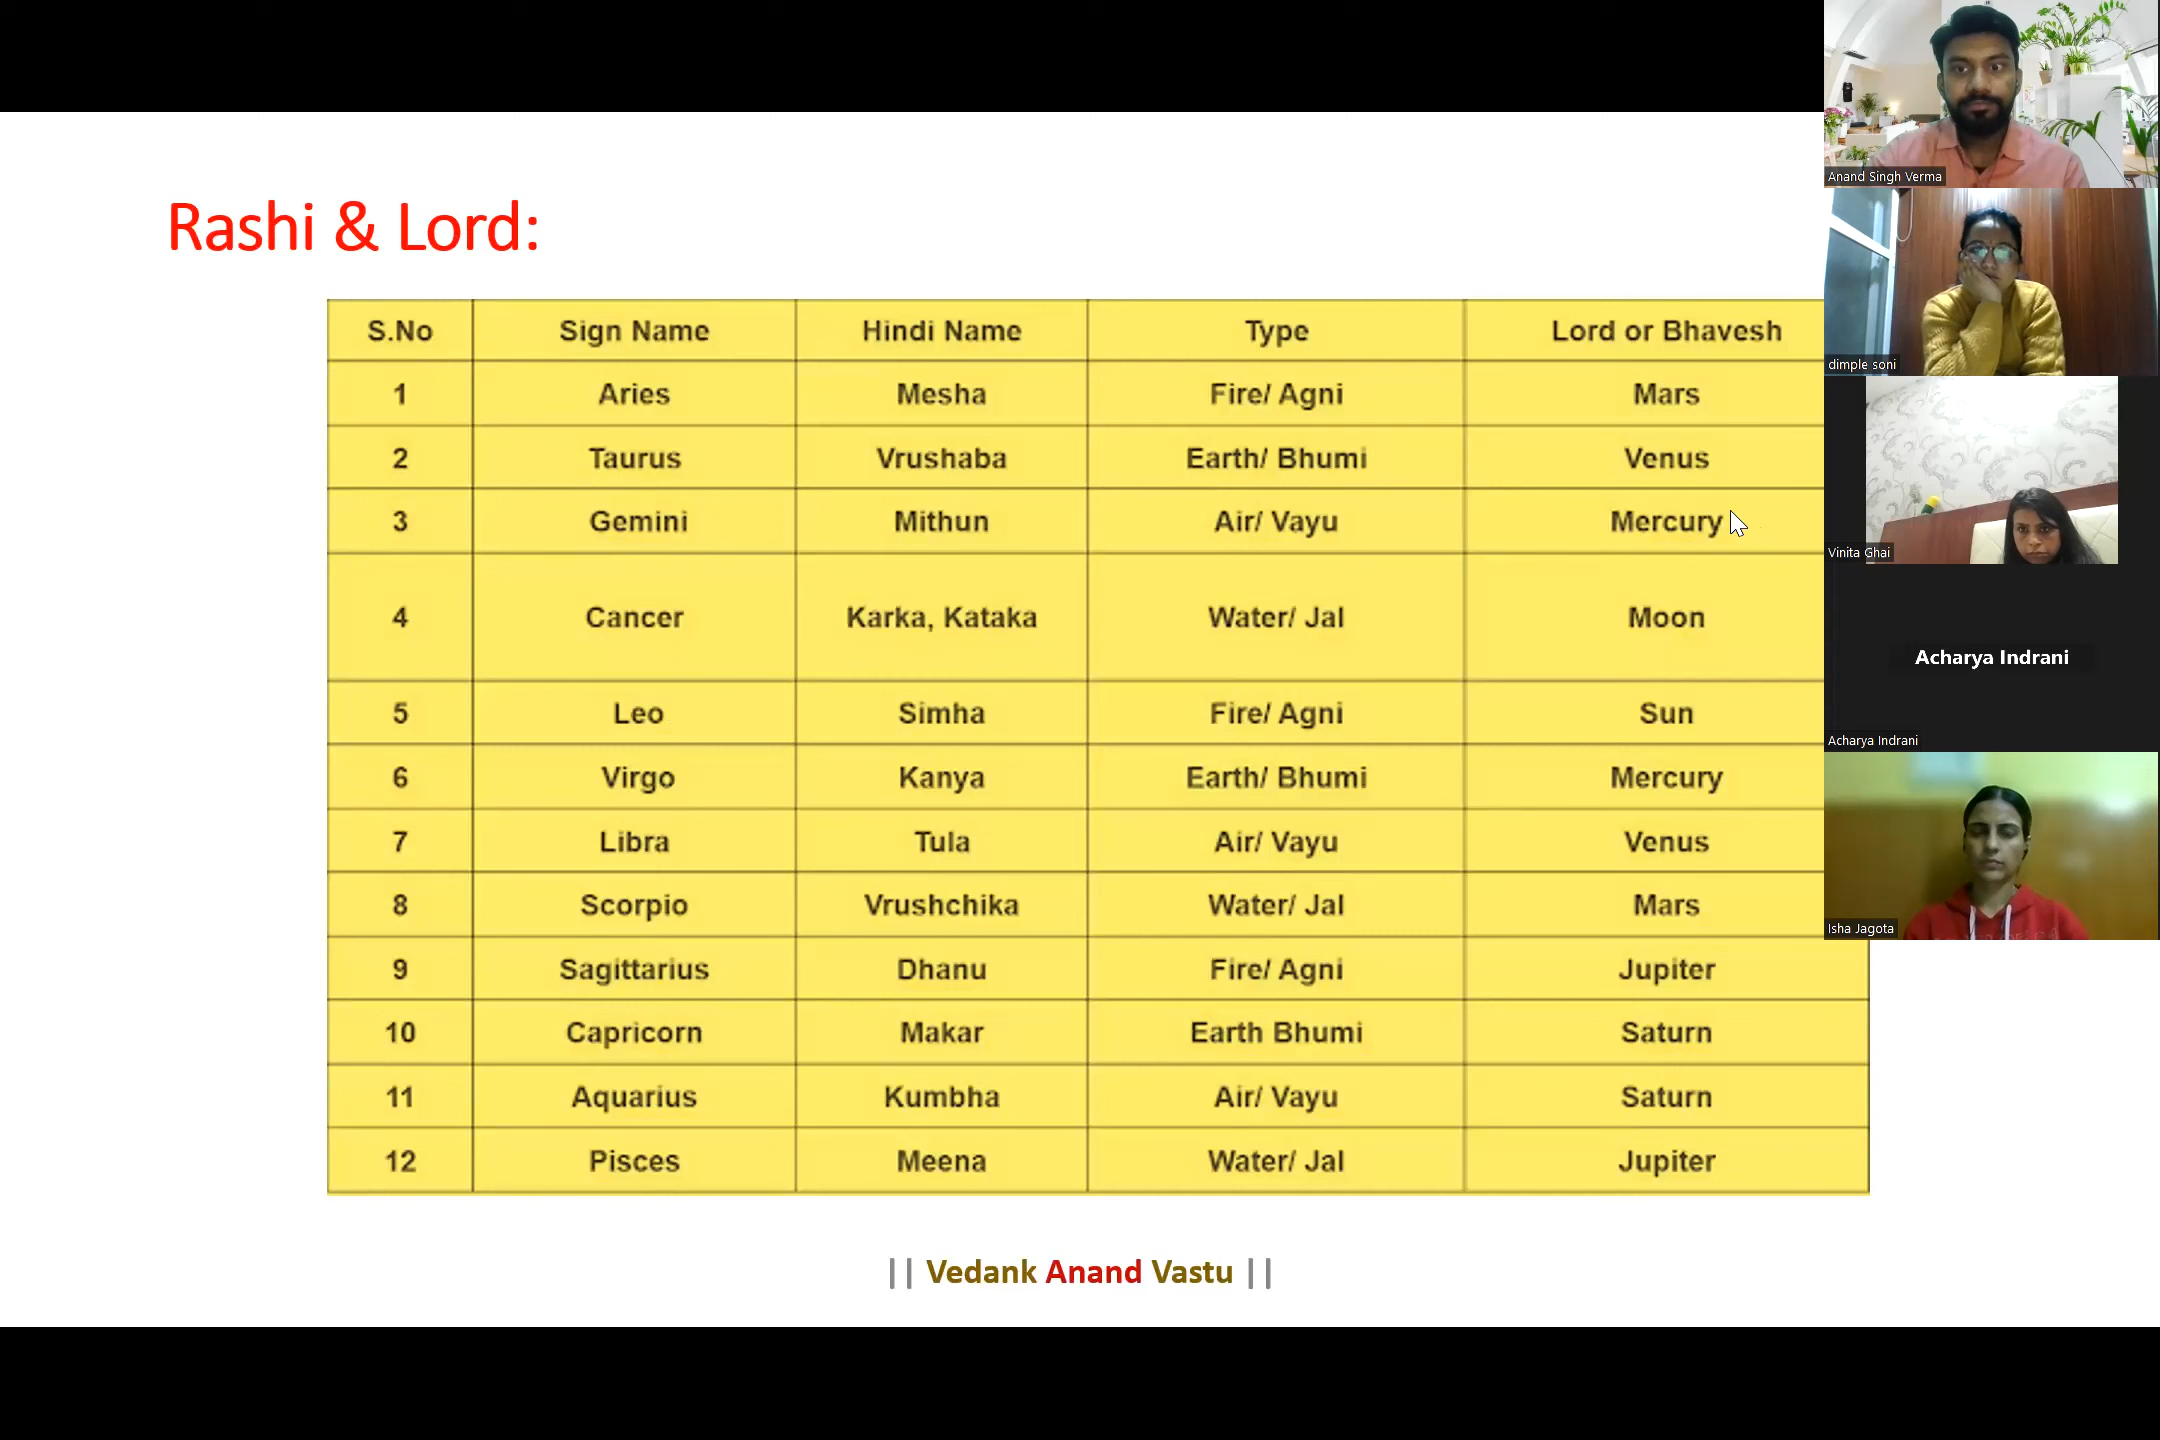 Rashi & Lord:
S.No Sign Name Hindi Name Type Lord or Bhavesh
1 Aries Mesha Fire/ Agni Mars
2 Taurus Vrushaba Earth/ Bhumi Venus
3 Gemini Mithun Air/ Vayu Mercury
4 Cancer Karka, Kataka Water/ Jal Moon
5 Leo Simha Fire/ Agni Sun
6 Virgo Kanya Earth/ Bhumi Mercury
7 Libra Tula Air/ Vayu Venus
8 Scorpio Vrushchika Water/ Jal Mars
9 Sagittarius Dhanu Fire/ Agni Jupiter
10 Capricorn Makar Earth Bhumi Saturn
11 Aquarius Kumbha Air/ Vayu Saturn
12 Pisces Meena Water/ Jal Jupiter
|| Vedank Anand Vastu ||
Anand Singh Verma
dimple soni
Vinita Ghai
Acharya Indrani
Acharya Indrani
Isha Jagota